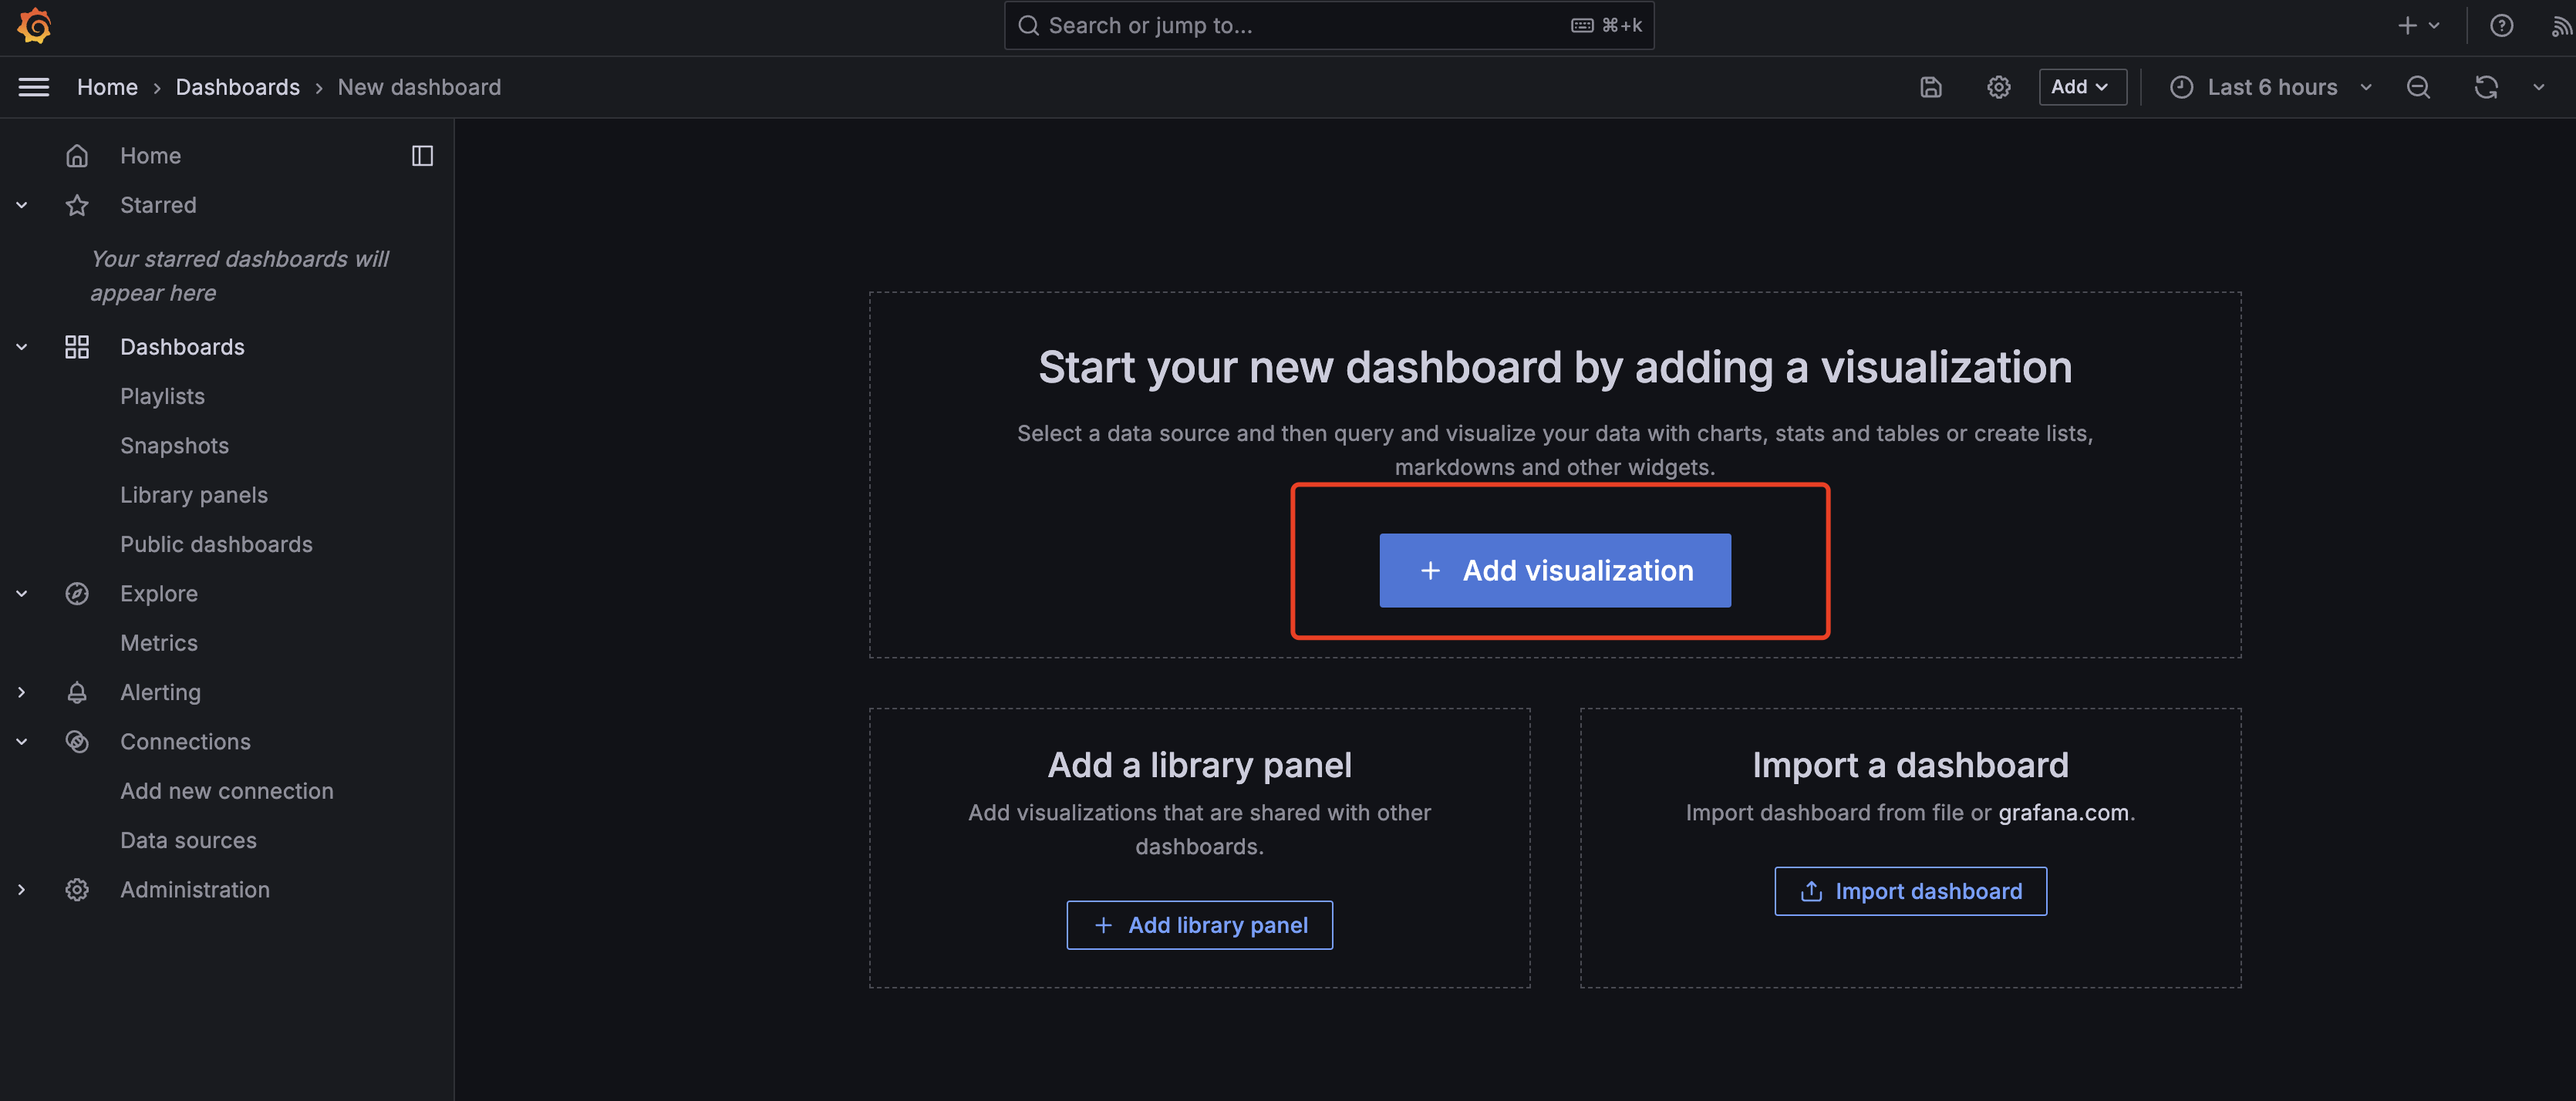 Search or jump to...
⌘+k
Home › Dashboards › New dashboard
Add
Last 6 hours
Home
Starred
Your starred dashboards will
appear here
Dashboards
Playlists
Snapshots
Library panels
Public dashboards
Explore
Metrics
Alerting
Connections
Add new connection
Data sources
Administration
Start your new dashboard by adding a visualization
Select a data source and then query and visualize your data with charts, stats and tables or create lists,
markdowns and other widgets.
+ Add visualization
Add a library panel
Add visualizations that are shared with other
dashboards.
+ Add library panel
Import a dashboard
Import dashboard from file or grafana.com.
Import dashboard